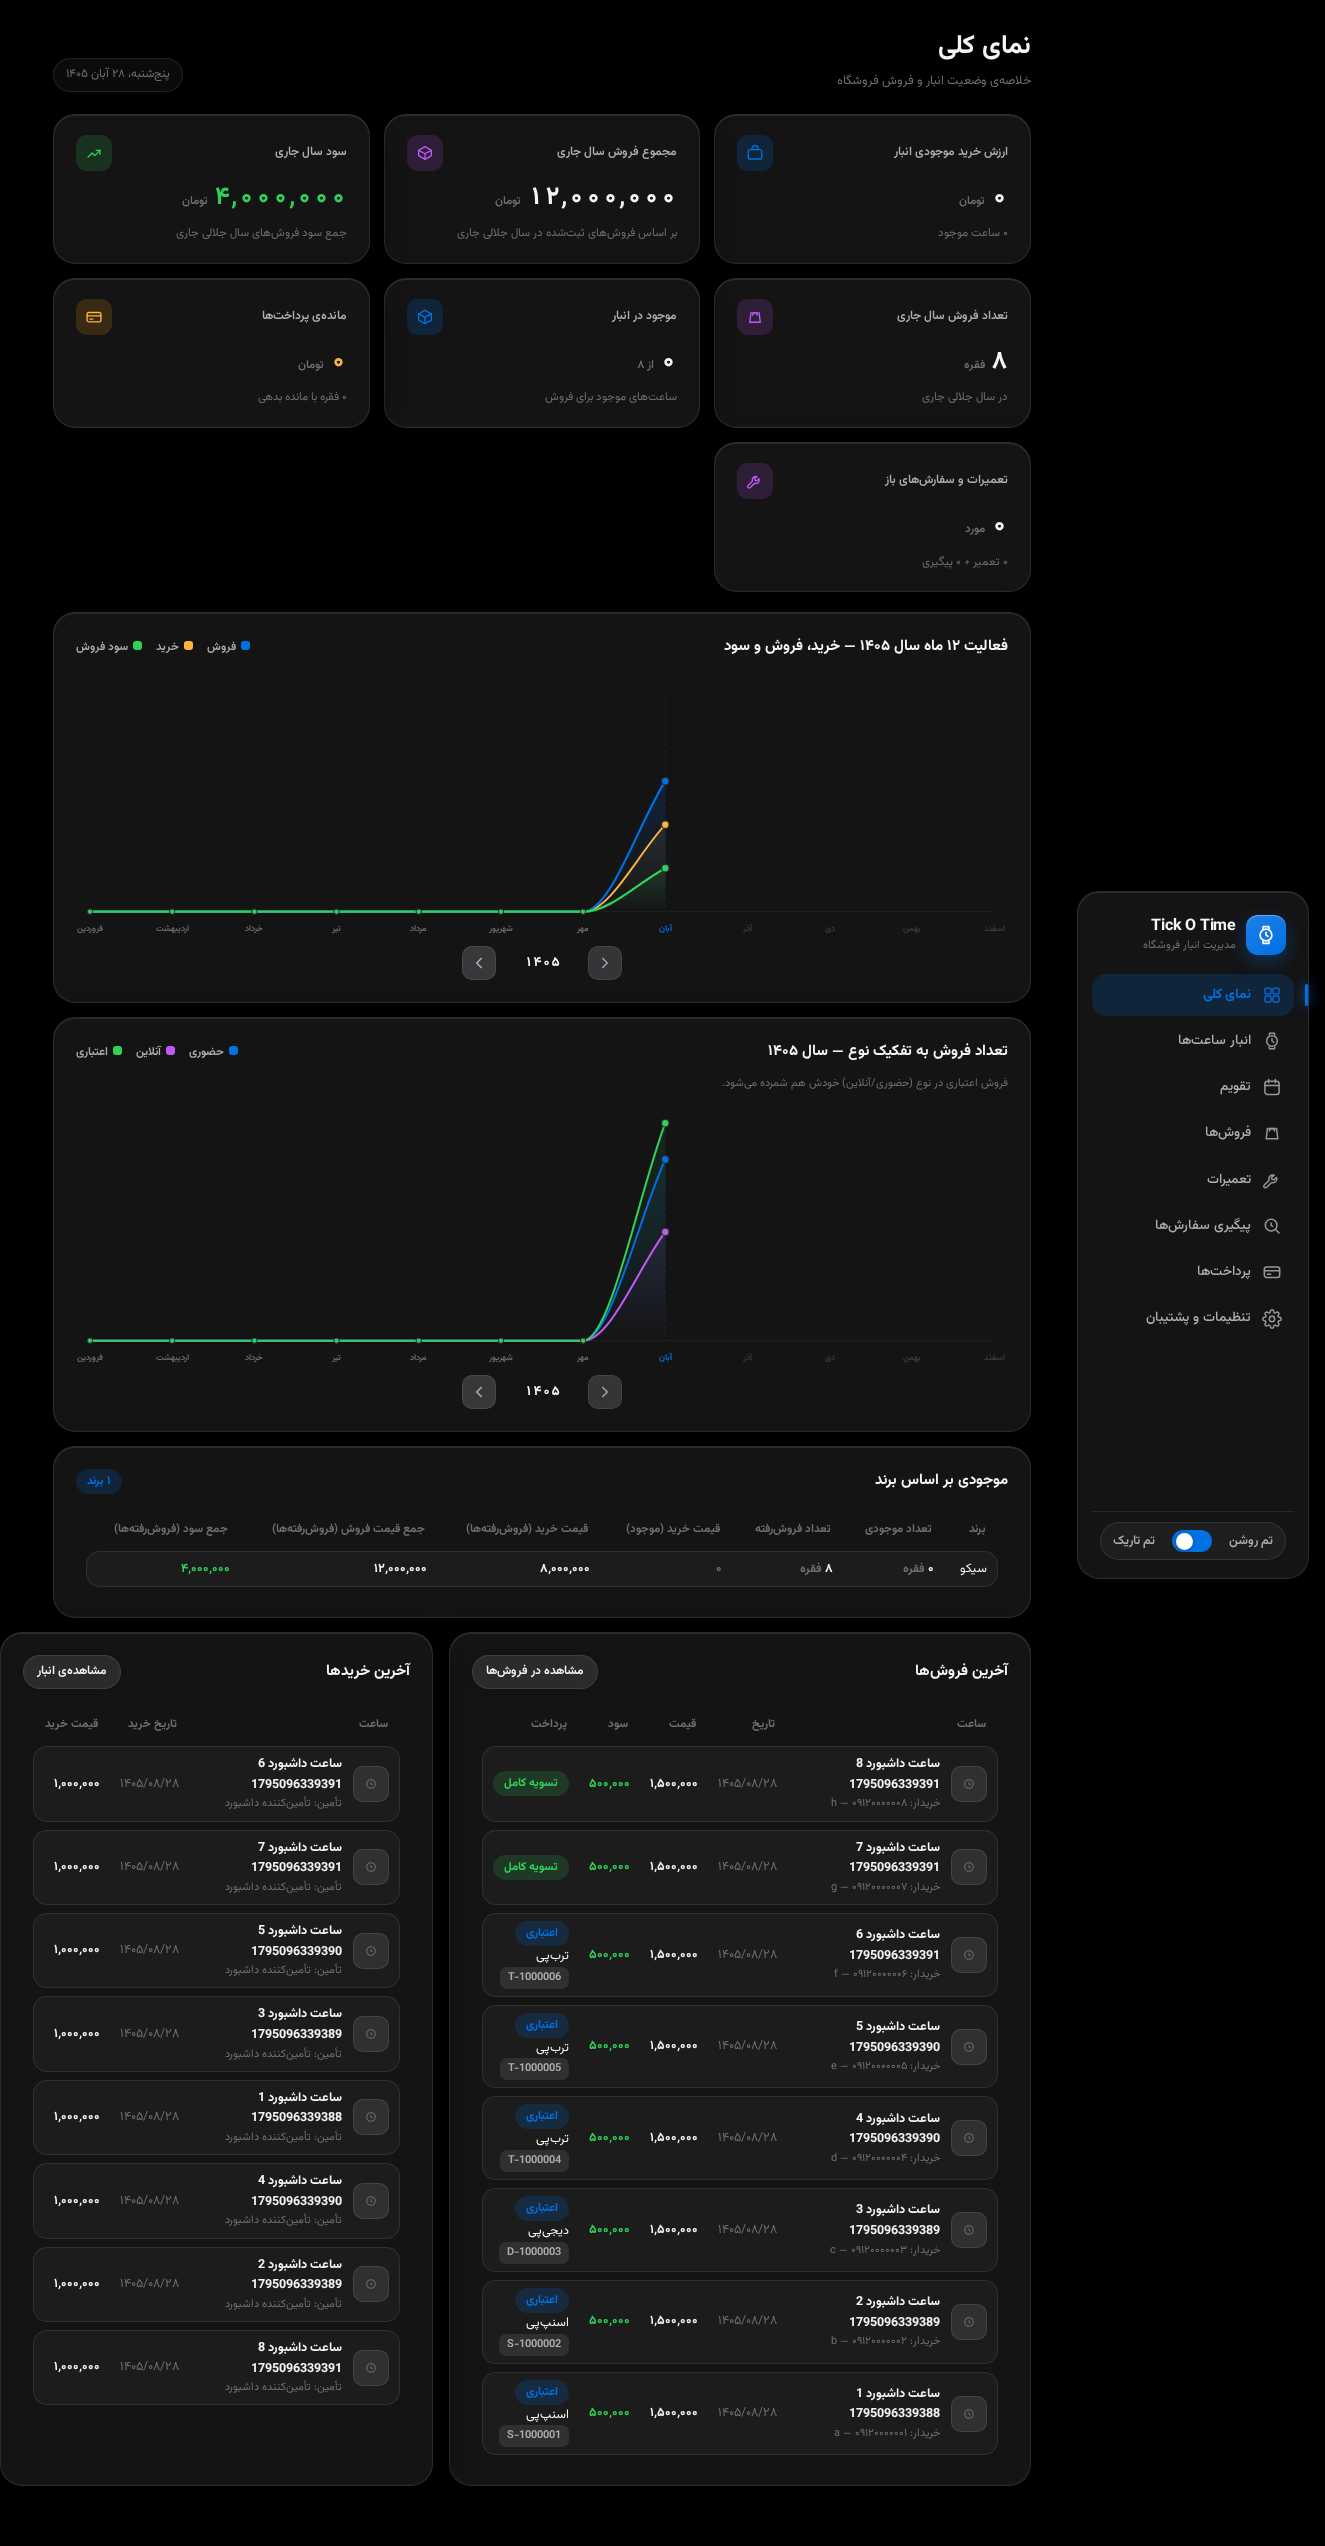 نمای کلی
خلاصه‌ی وضعیت انبار و فروش فروشگاه
پنج‌شنبه، ۲۸ آبان ۱۴۰۵
ارزش خرید موجودی انبار
۰ تومان
۰ ساعت موجود
مجموع فروش سال جاری
۱۲,۰۰۰,۰۰۰ تومان
بر اساس فروش‌های ثبت‌شده در سال جلالی جاری
سود سال جاری
۴,۰۰۰,۰۰۰ تومان
جمع سود فروش‌های سال جلالی جاری
تعداد فروش سال جاری
۸ فقره
در سال جلالی جاری
موجود در انبار
۰ از ۸
ساعت‌های موجود برای فروش
مانده‌ی پرداخت‌ها
۰ تومان
۰ فقره با مانده بدهی
تعمیرات و سفارش‌های باز
۰ مورد
۰ تعمیر + ۰ پیگیری
فعالیت ۱۲ ماه سال ۱۴۰۵ — خرید، فروش و سود
فروش خرید سود فروش
فروردین اردیبهشت خرداد تیر مرداد شهریور مهر آبان آذر دی بهمن اسفند
۱۴۰۵
تعداد فروش به تفکیک نوع — سال ۱۴۰۵
حضوری آنلاین اعتباری
فروش اعتباری در نوع (حضوری/آنلاین) خودش هم شمرده می‌شود.
فروردین اردیبهشت خرداد تیر مرداد شهریور مهر آبان آذر دی بهمن اسفند
۱۴۰۵
موجودی بر اساس برند
۱ برند
برند تعداد موجودی تعداد فروش‌رفته قیمت خرید (موجود) قیمت خرید (فروش‌رفته‌ها) جمع قیمت فروش (فروش‌رفته‌ها) جمع سود (فروش‌رفته‌ها)
سیکو ۰ فقره ۸ فقره ۰ ۸,۰۰۰,۰۰۰ ۱۲,۰۰۰,۰۰۰ ۴,۰۰۰,۰۰۰
آخرین فروش‌ها
مشاهده در فروش‌ها
ساعت تاریخ قیمت سود پرداخت
ساعت داشبورد 8
1795096339391
خریدار: ۰۹۱۲۰۰۰۰۰۰۸ — h
۱۴۰۵/۰۸/۲۸ ۱,۵۰۰,۰۰۰ ۵۰۰,۰۰۰ تسویه کامل
ساعت داشبورد 7
1795096339391
خریدار: ۰۹۱۲۰۰۰۰۰۰۷ — g
۱۴۰۵/۰۸/۲۸ ۱,۵۰۰,۰۰۰ ۵۰۰,۰۰۰ تسویه کامل
ساعت داشبورد 6
1795096339391
خریدار: ۰۹۱۲۰۰۰۰۰۰۶ — f
۱۴۰۵/۰۸/۲۸ ۱,۵۰۰,۰۰۰ ۵۰۰,۰۰۰ اعتباری
ترب‌پی
T-1000006
ساعت داشبورد 5
1795096339390
خریدار: ۰۹۱۲۰۰۰۰۰۰۵ — e
۱۴۰۵/۰۸/۲۸ ۱,۵۰۰,۰۰۰ ۵۰۰,۰۰۰ اعتباری
ترب‌پی
T-1000005
ساعت داشبورد 4
1795096339390
خریدار: ۰۹۱۲۰۰۰۰۰۰۴ — d
۱۴۰۵/۰۸/۲۸ ۱,۵۰۰,۰۰۰ ۵۰۰,۰۰۰ اعتباری
ترب‌پی
T-1000004
ساعت داشبورد 3
1795096339389
خریدار: ۰۹۱۲۰۰۰۰۰۰۳ — c
۱۴۰۵/۰۸/۲۸ ۱,۵۰۰,۰۰۰ ۵۰۰,۰۰۰ اعتباری
دیجی‌پی
D-1000003
ساعت داشبورد 2
1795096339389
خریدار: ۰۹۱۲۰۰۰۰۰۰۲ — b
۱۴۰۵/۰۸/۲۸ ۱,۵۰۰,۰۰۰ ۵۰۰,۰۰۰ اعتباری
اسنپ‌پی
S-1000002
ساعت داشبورد 1
1795096339388
خریدار: ۰۹۱۲۰۰۰۰۰۰۱ — a
۱۴۰۵/۰۸/۲۸ ۱,۵۰۰,۰۰۰ ۵۰۰,۰۰۰ اعتباری
اسنپ‌پی
S-1000001
آخرین خریدها
مشاهده‌ی انبار
ساعت تاریخ خرید قیمت خرید
ساعت داشبورد 6
1795096339391
تأمین: تأمین‌کننده داشبورد
۱۴۰۵/۰۸/۲۸ ۱,۰۰۰,۰۰۰
ساعت داشبورد 7
1795096339391
تأمین: تأمین‌کننده داشبورد
۱۴۰۵/۰۸/۲۸ ۱,۰۰۰,۰۰۰
ساعت داشبورد 5
1795096339390
تأمین: تأمین‌کننده داشبورد
۱۴۰۵/۰۸/۲۸ ۱,۰۰۰,۰۰۰
ساعت داشبورد 3
1795096339389
تأمین: تأمین‌کننده داشبورد
۱۴۰۵/۰۸/۲۸ ۱,۰۰۰,۰۰۰
ساعت داشبورد 1
1795096339388
تأمین: تأمین‌کننده داشبورد
۱۴۰۵/۰۸/۲۸ ۱,۰۰۰,۰۰۰
ساعت داشبورد 4
1795096339390
تأمین: تأمین‌کننده داشبورد
۱۴۰۵/۰۸/۲۸ ۱,۰۰۰,۰۰۰
ساعت داشبورد 2
1795096339389
تأمین: تأمین‌کننده داشبورد
۱۴۰۵/۰۸/۲۸ ۱,۰۰۰,۰۰۰
ساعت داشبورد 8
1795096339391
تأمین: تأمین‌کننده داشبورد
۱۴۰۵/۰۸/۲۸ ۱,۰۰۰,۰۰۰
Tick O Time
مدیریت انبار فروشگاه
نمای کلی
انبار ساعت‌ها
تقویم
فروش‌ها
تعمیرات
پیگیری سفارش‌ها
پرداخت‌ها
تنظیمات و پشتیبان
تم روشن تم تاریک